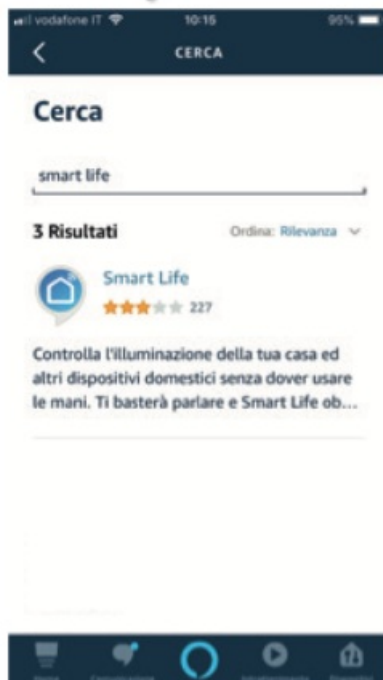 vodafone IT 10:15 95%
CERCA
Cerca
smart life
3 Risultati Ordina: Rilevanza
Smart Life
227
Controlla l'illuminazione della tua casa ed
altri dispositivi domestici senza dover usare
le mani. Ti basterà parlare e Smart Life ob...